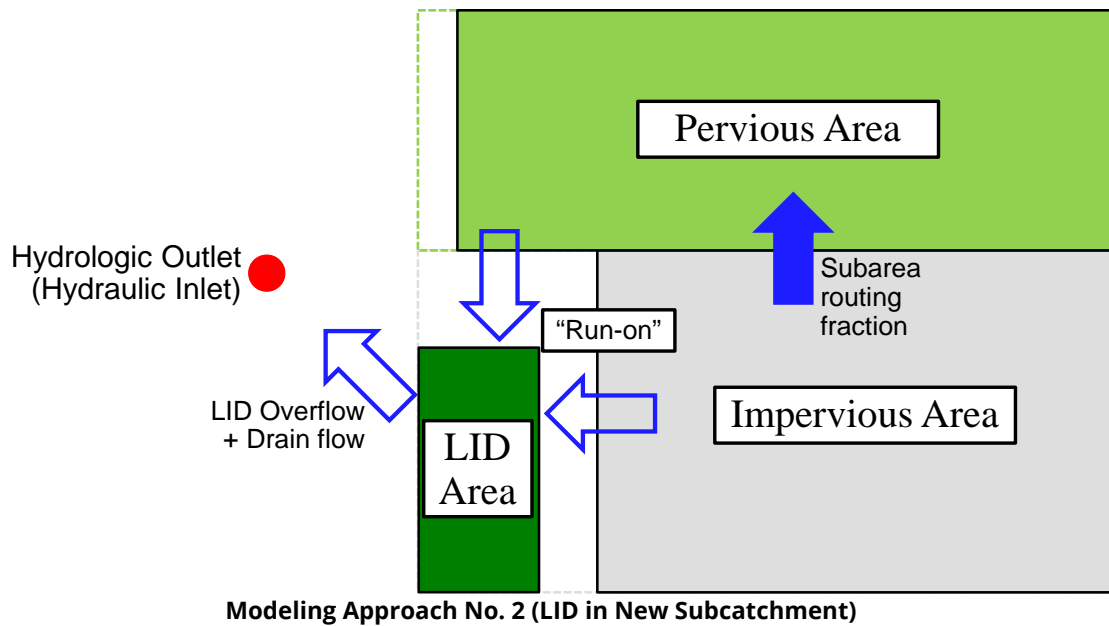 Pervious Area
Hydrologic Outlet
(Hydraulic Inlet)
Subarea
routing
fraction
“Run-on”
LID Overflow
+ Drain flow
LID
Area
Impervious Area
Modeling Approach No. 2 (LID in New Subcatchment)